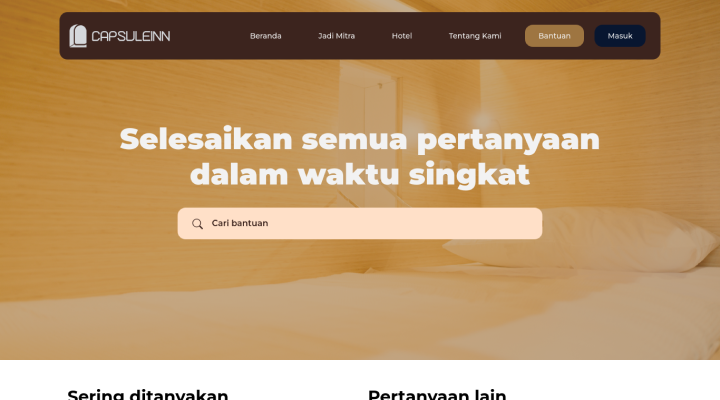 CAPSULEINN
Beranda
Jadi Mitra
Hotel
Tentang Kami
Bantuan
Masuk
Selesaikan semua pertanyaan
dalam waktu singkat
Cari bantuan
Sering ditanyakan
Pertanyaan lain